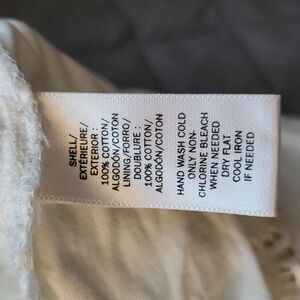 SHELL/
EXTÉRIEURE/
EXTERIOR :
100% COTTON/
ALGODÓN/COTON
LINING/FORRO/
DOUBLURE :
100% COTTON/
ALGODÓN/COTON
HAND WASH COLD
ONLY NON-
CHLORINE BLEACH
WHEN NEEDED
DRY FLAT
COOL IRON
IF NEEDED